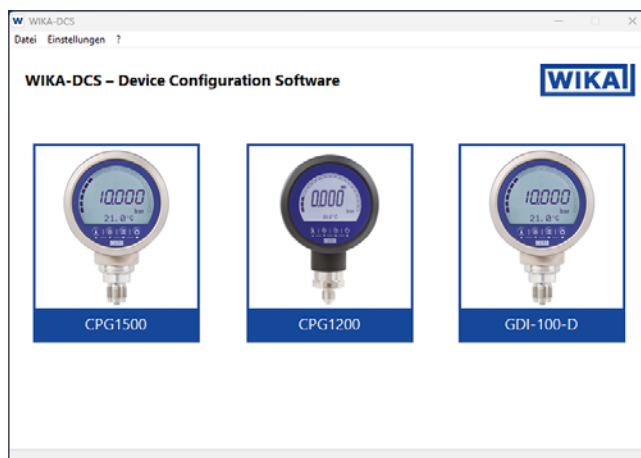 W WIKA-DCS
Datei Einstellungen ?
WIKA-DCS – Device Configuration Software
WIKA
10.000
bar
21.0°C
0.000
bar
10.000
bar
21.0°C
CPG1500
CPG1200
GDI-100-D